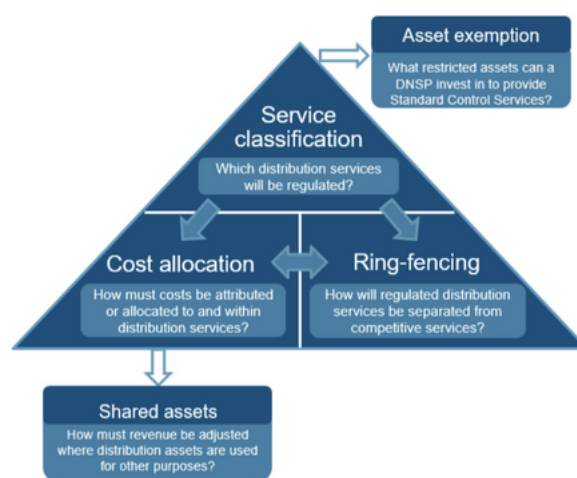 Asset exemption
What restricted assets can a
DNSP invest in to provide
Standard Control Services?
Service
classification
Which distribution services
will be regulated?
Cost allocation
How must costs be attributed
or allocated to and within
distribution services?
Ring-fencing
How will regulated distribution
services be separated from
competitive services?
Shared assets
How must revenue be adjusted
where distribution assets are used
for other purposes?